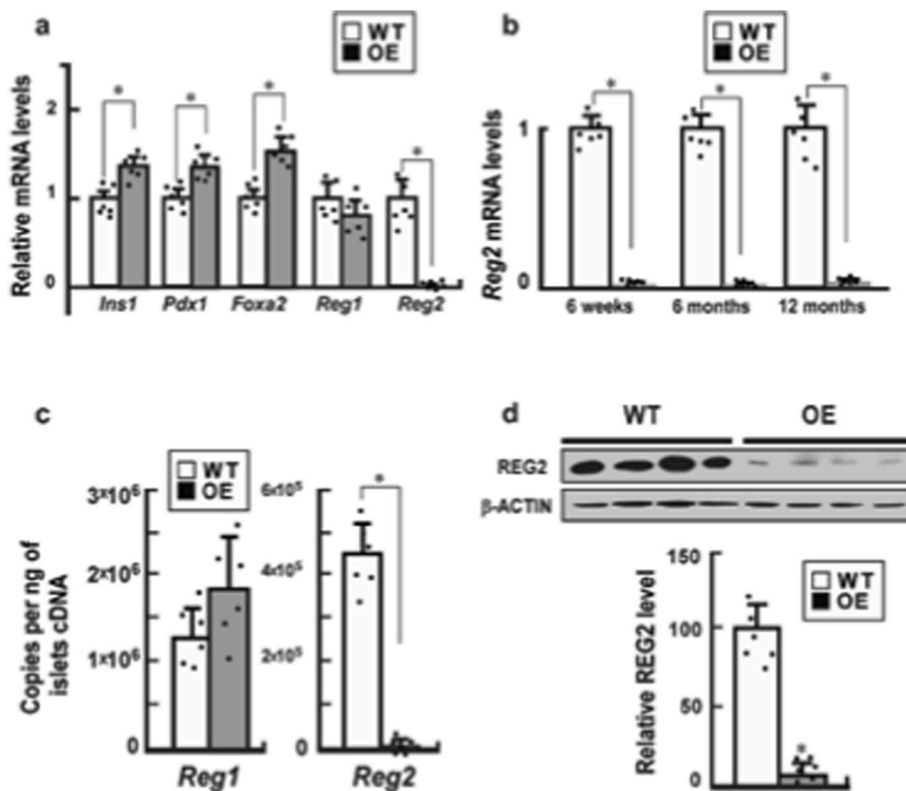 a
WT
OE
Relative mRNA levels
2
1
0
*
*
*
*
Ins1 Pdx1 Foxa2 Reg1 Reg2
b
WT
OE
Reg2 mRNA levels
1
0
*
*
*
6 weeks 6 months 12 months
c
WT
OE
Copies per ng of
islets cDNA
3x10⁶
2x10⁶
1x10⁶
0
Reg1
6x10⁵
4x10⁵
2x10⁵
0
*
Reg2
d
WT OE
REG2
β-ACTIN
WT
OE
Relative REG2 level
150
100
50
0
*